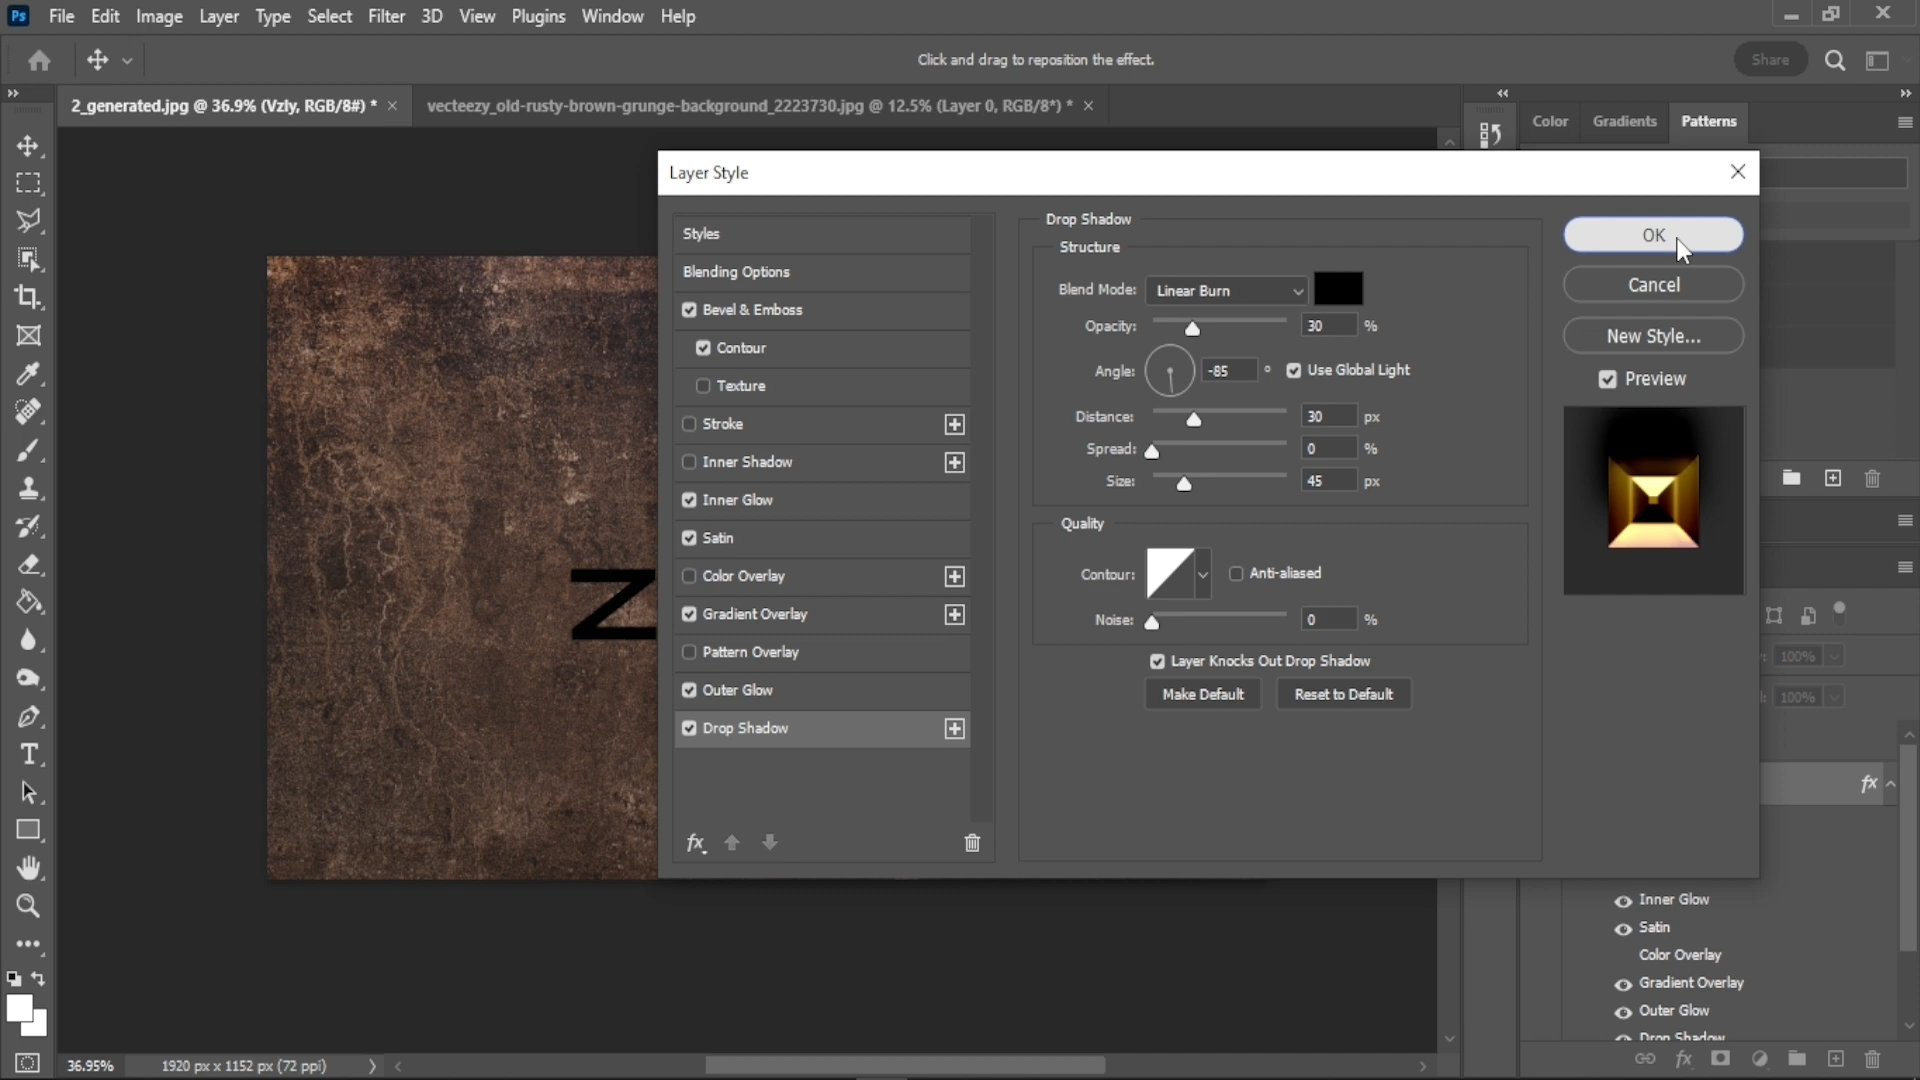 Ps File Edit Image Layer Type Select Filter 3D View Plugins Window Help
Click and drag to reposition the effect.
Share
2_generated.jpg @ 36.9% (Vzly, RGB/8#) *
vecteezy_old-rusty-brown-grunge-background_2223730.jpg @ 12.5% (Layer 0, RGB/8*) *
Color Gradients Patterns
Layer Style
Styles
Blending Options
Bevel & Emboss
Contour
Texture
Stroke
Inner Shadow
Inner Glow
Satin
Color Overlay
Gradient Overlay
Pattern Overlay
Outer Glow
Drop Shadow
fx
Drop Shadow
Structure
Blend Mode: Linear Burn
Opacity: 30 %
Angle: -85 ° Use Global Light
Distance: 30 px
Spread: 0 %
Size: 45 px
Quality
Contour: Anti-aliased
Noise: 0 %
Layer Knocks Out Drop Shadow
Make Default Reset to Default
OK
Cancel
New Style...
Preview
100%
100%
fx
Inner Glow
Satin
Color Overlay
Gradient Overlay
Outer Glow
Drop Shadow
fx
T
36.95% 1920 px x 1152 px (72 ppi)